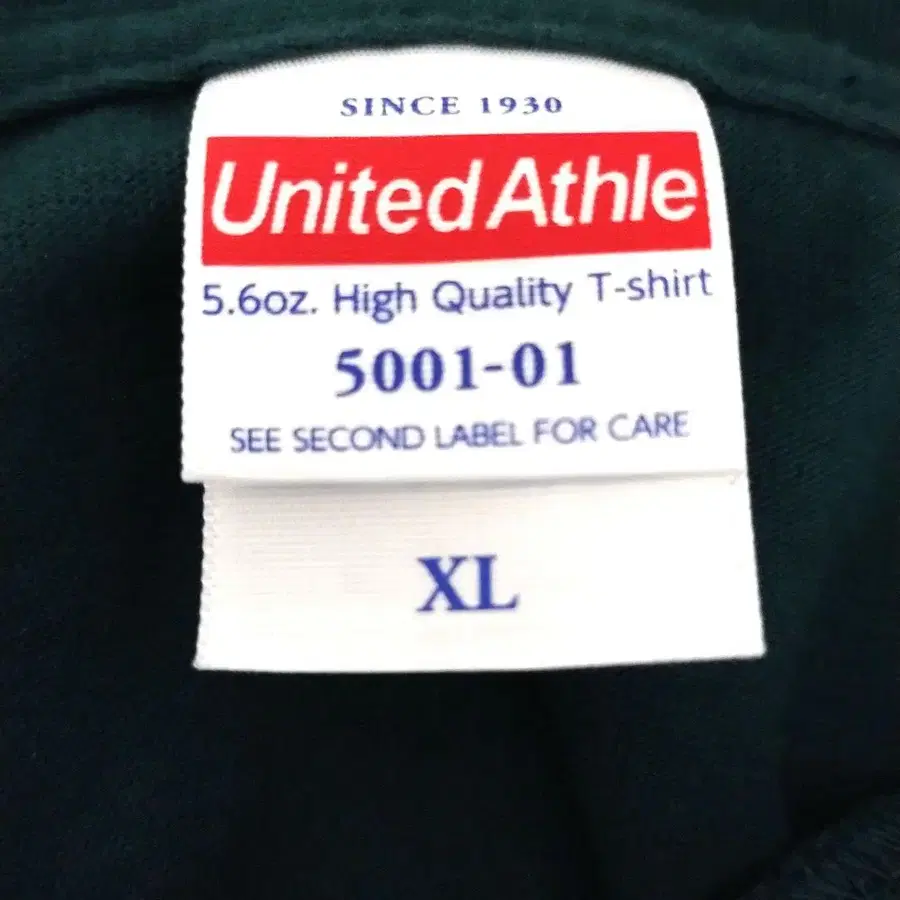 SINCE 1930
United Athle
5.6oz. High Quality T-shirt
5001-01
SEE SECOND LABEL FOR CARE
XL